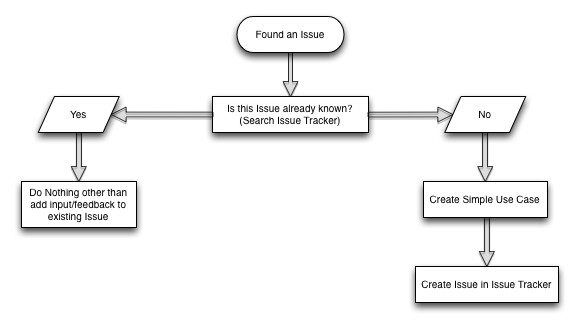 Found an Issue
Is this Issue already known?
(Search Issue Tracker)
Yes
No
Do Nothing other than
add input/feedback to
existing Issue
Create Simple Use Case
Create Issue in Issue Tracker